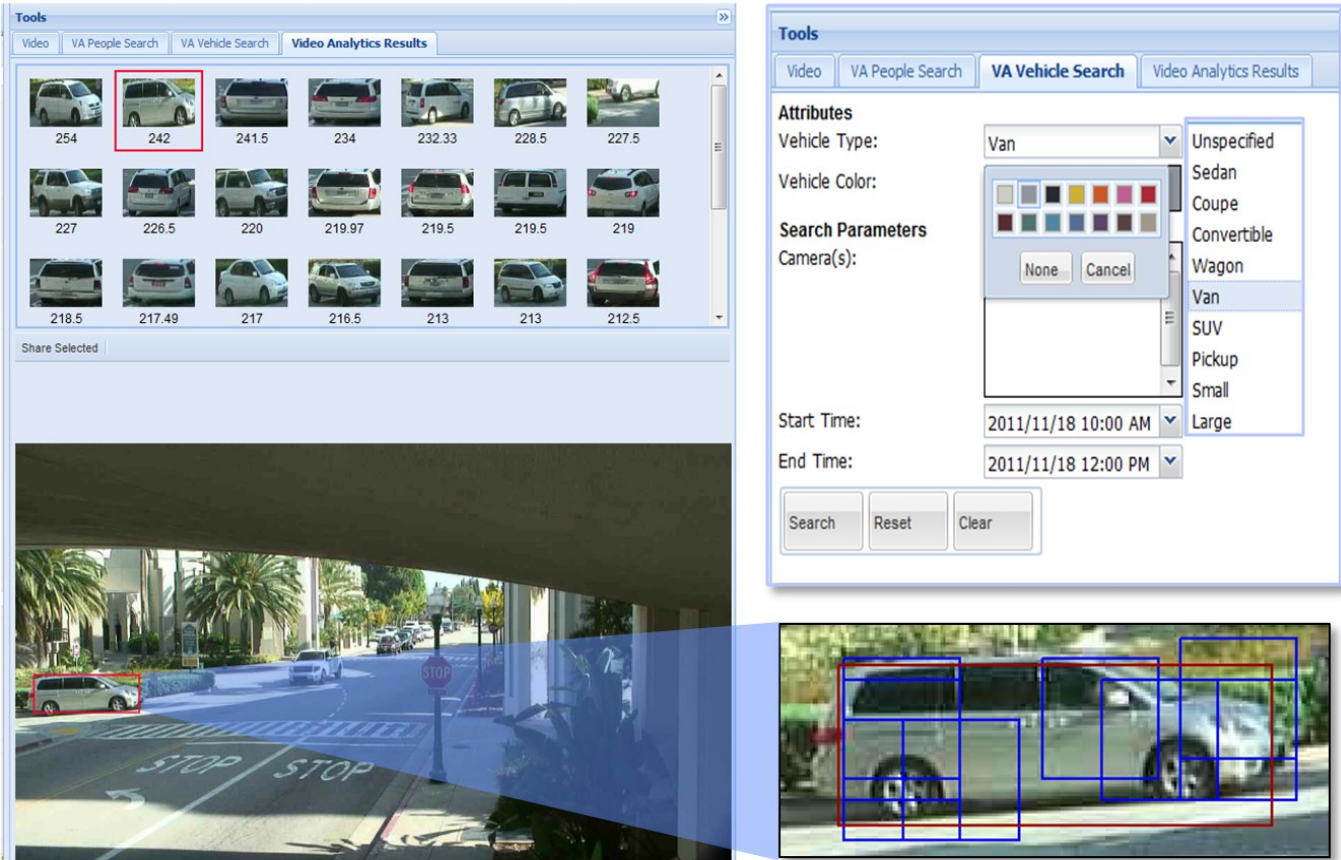 Tools
Video VA People Search VA Vehicle Search Video Analytics Results
254 242 241.5 234 232.33 228.5 227.5
227 226.5 220 219.97 219.5 219.5 219
218.5 217.49 217 216.5 213 213 212.5
Share Selected
STOP
STOP STOP
Tools
Video VA People Search VA Vehicle Search Video Analytics Results
Attributes
Vehicle Type: Van
Vehicle Color:
None Cancel
Search Parameters
Camera(s):
Unspecified
Sedan
Coupe
Convertible
Wagon
Van
SUV
Pickup
Small
Large
Start Time: 2011/11/18 10:00 AM
End Time: 2011/11/18 12:00 PM
Search Reset Clear